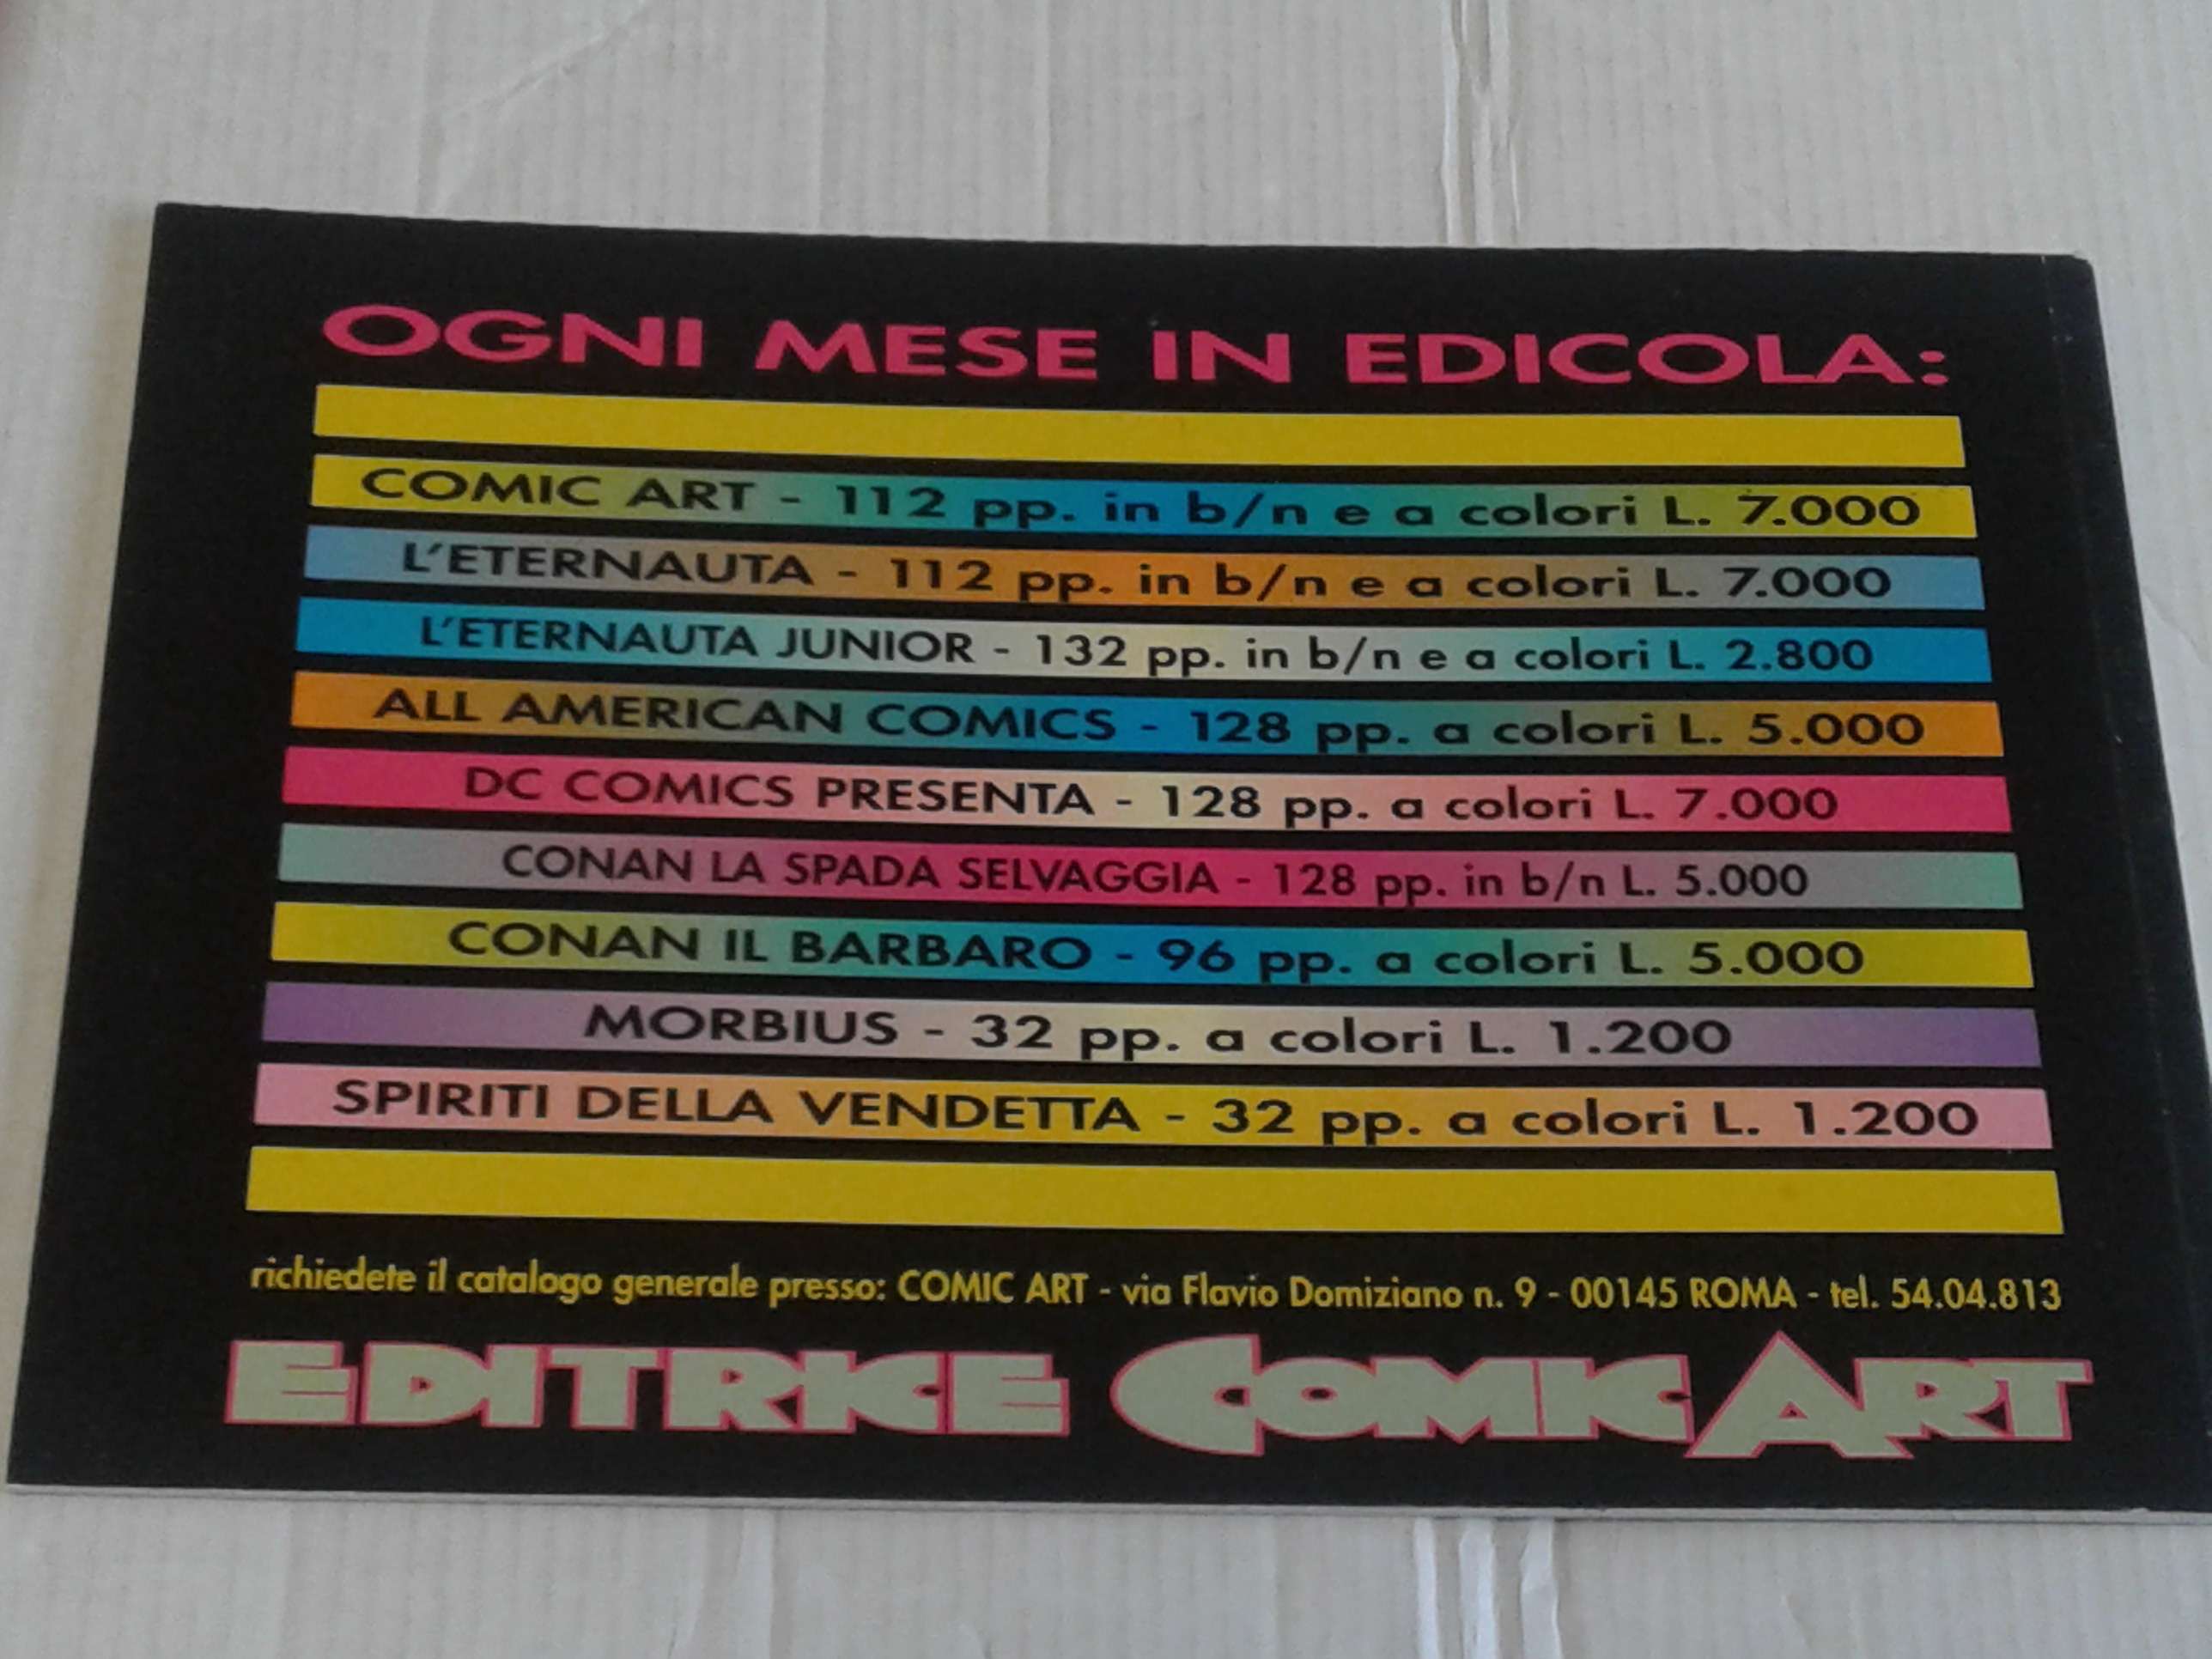 OGNI MESE IN EDICOLA:
COMIC ART - 112 pp. in b/n e a colori L. 7.000
L'ETERNAUTA - 112 pp. in b/n e a colori L. 7.000
L'ETERNAUTA JUNIOR - 132 pp. in b/n e a colori L. 2.800
ALL AMERICAN COMICS - 128 pp. a colori L. 5.000
DC COMICS PRESENTA - 128 pp. a colori L. 7.000
CONAN LA SPADA SELVAGGIA - 128 pp. in b/n L. 5.000
CONAN IL BARBARO - 96 pp. a colori L. 5.000
MORBIUS - 32 pp. a colori L. 1.200
SPIRITI DELLA VENDETTA - 32 pp. a colori L. 1.200
richiedete il catalogo generale presso: COMIC ART - via Flavio Domiziano n. 9 - 00145 ROMA - tel. 54.04.813
EDITRICE COMIC ART